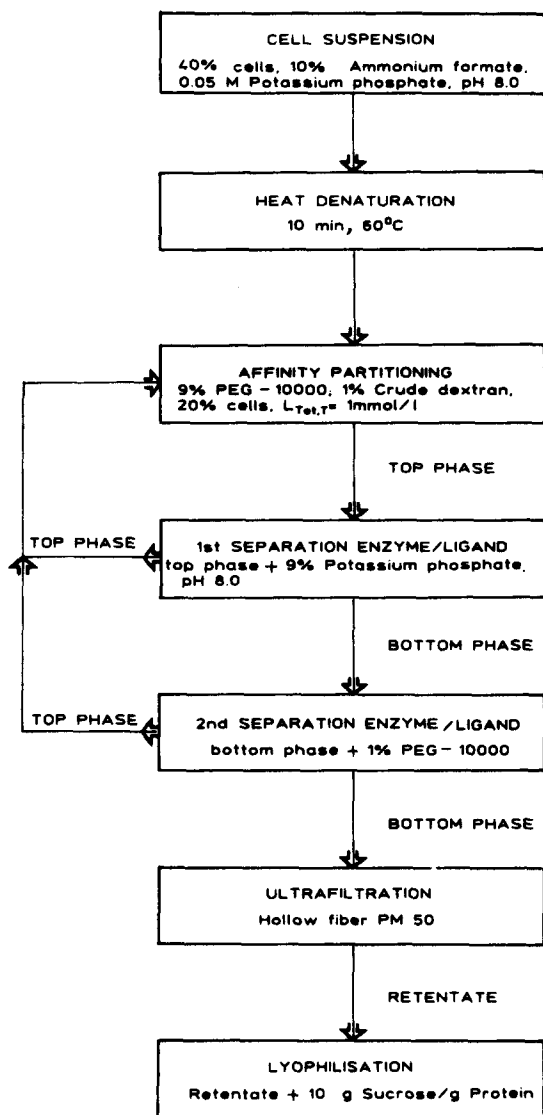 CELL SUSPENSION
40% cells, 10% Ammonium formate,
0.05 M Potassium phosphate, pH 8.0
HEAT DENATURATION
10 min, 60°C
AFFINITY PARTITIONING
9% PEG-10000; 1% Crude dextran,
20% cells, LTot,T= 1mmol/l
TOP PHASE
TOP PHASE
1st SEPARATION ENZYME/LIGAND
top phase + 9% Potassium phosphate,
pH 8.0
BOTTOM PHASE
TOP PHASE
2nd SEPARATION ENZYME/LIGAND
bottom phase + 1% PEG-10000
BOTTOM PHASE
ULTRAFILTRATION
Hollow fiber PM 50
RETENTATE
LYOPHILISATION
Retentate + 10 g Sucrose/g Protein